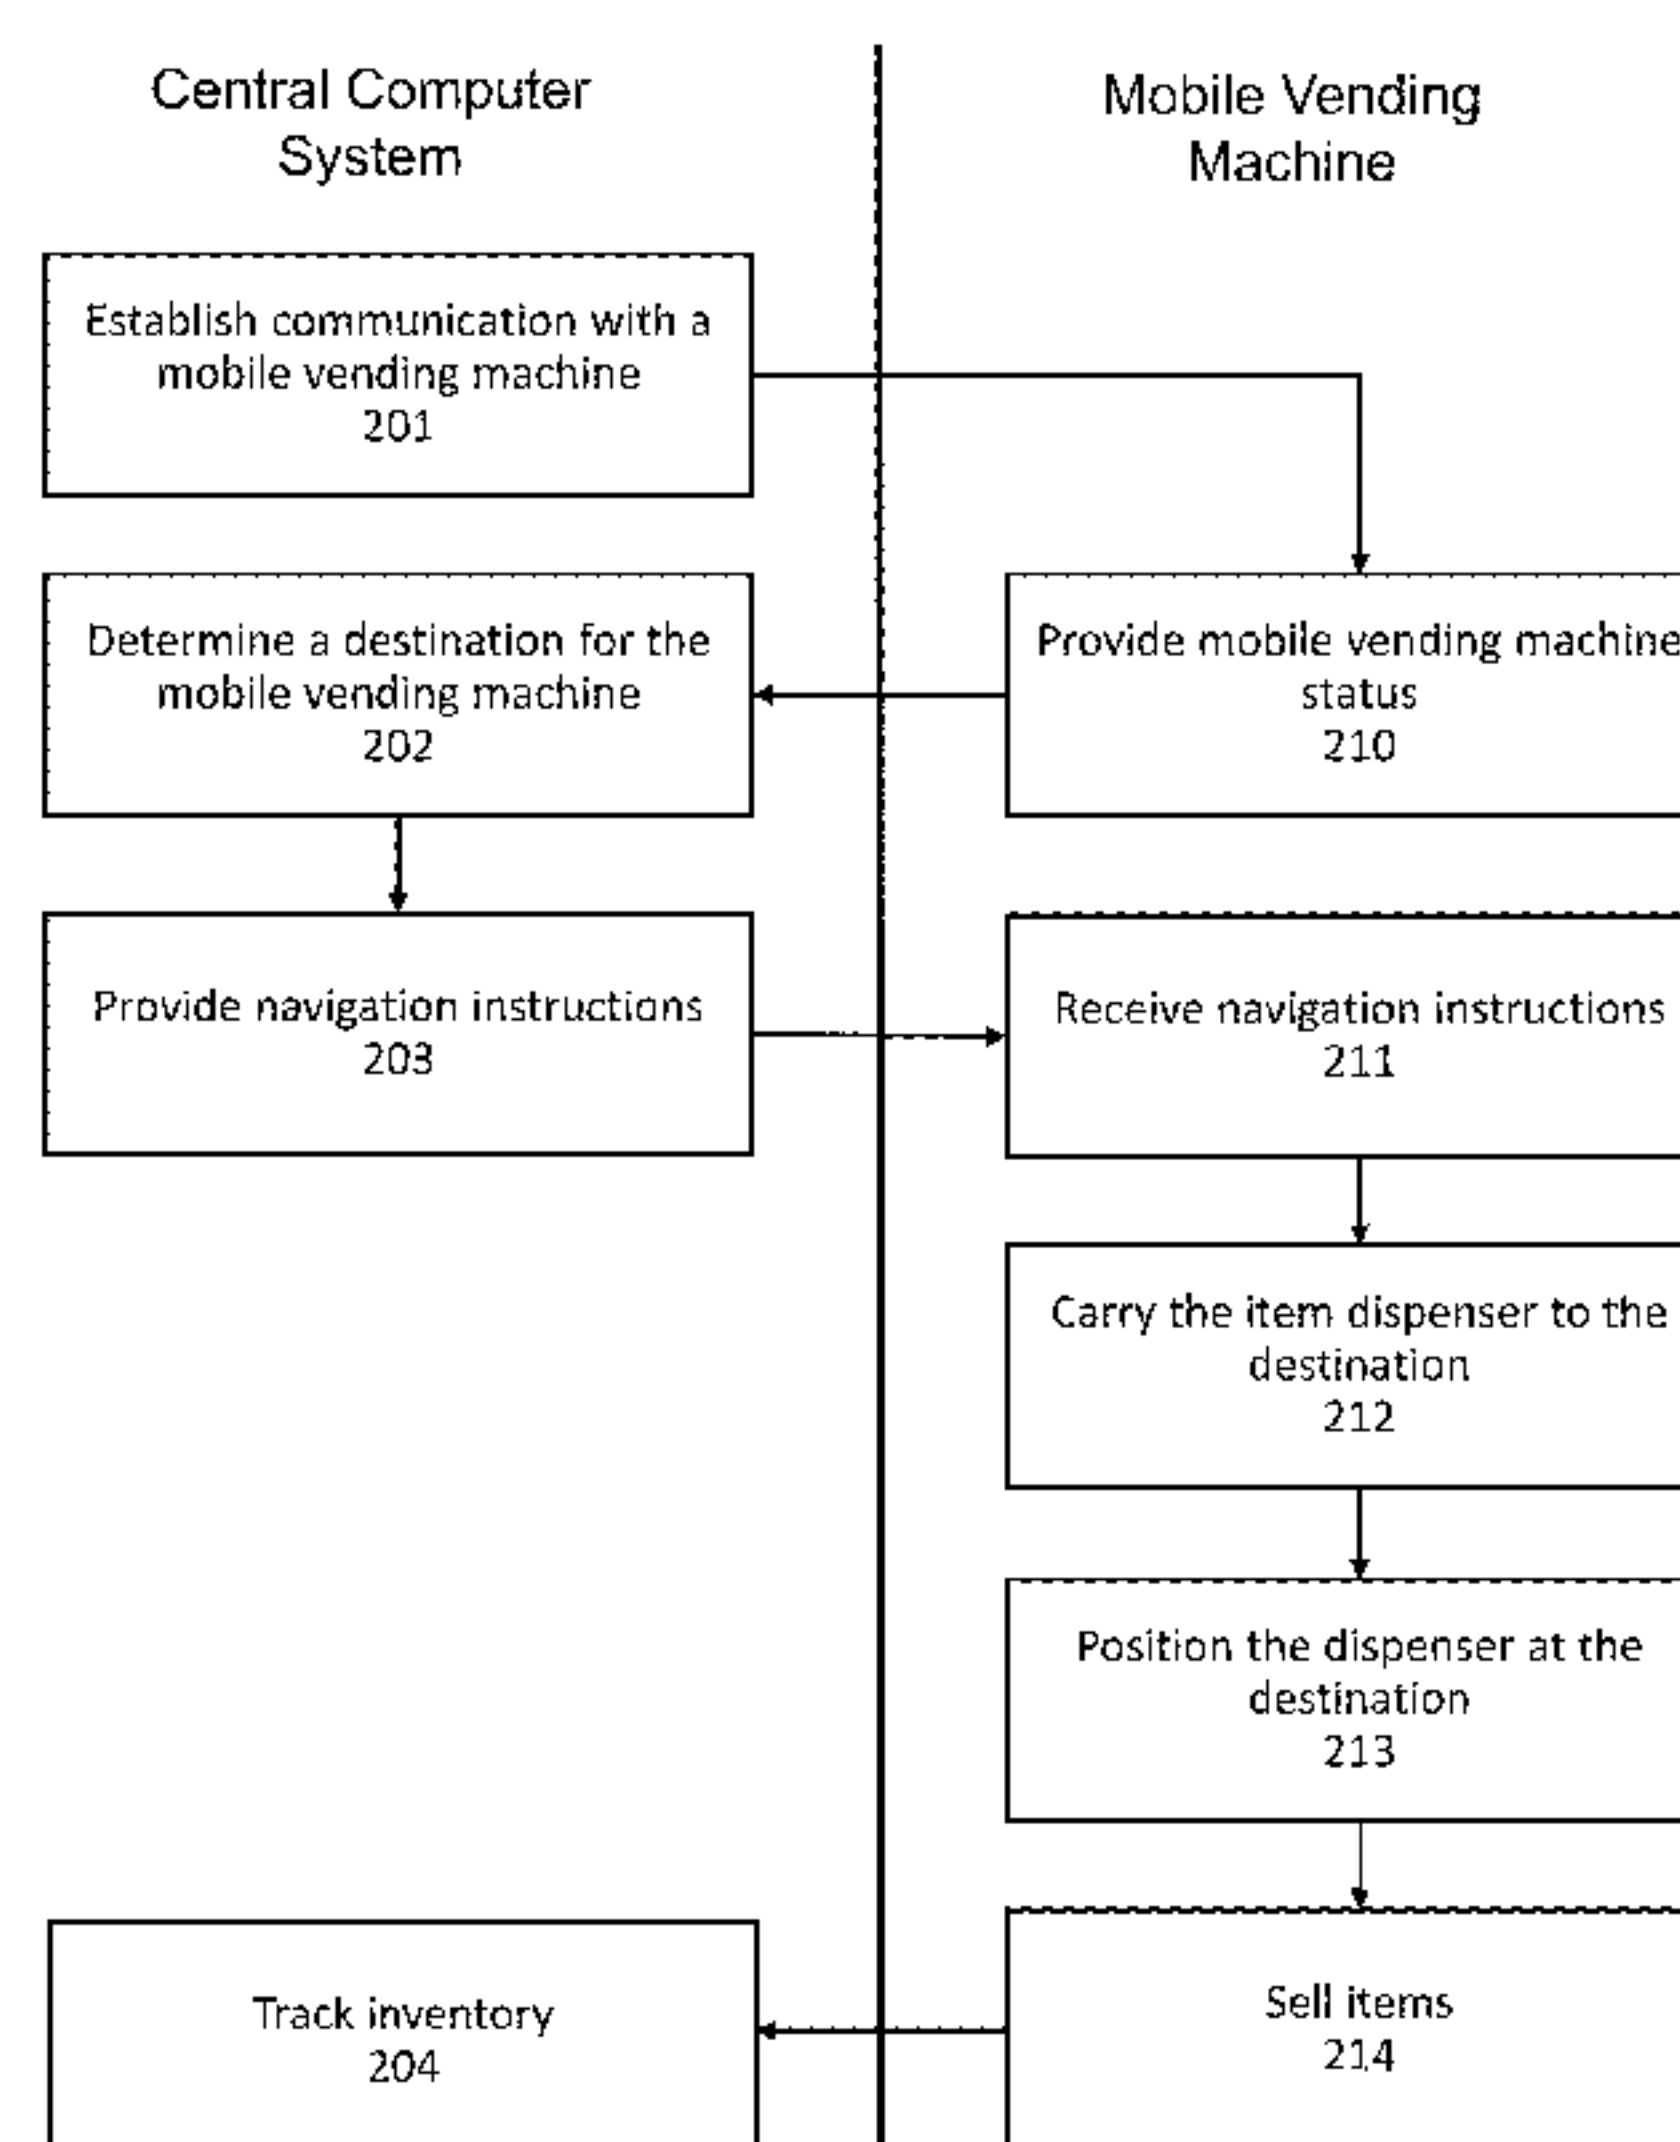 Central Computer
System
Mobile Vending
Machine
Establish communication with a
mobile vending machine
201
Determine a destination for the
mobile vending machine
202
Provide mobile vending machine
status
210
Provide navigation instructions
203
Receive navigation instructions
211
Carry the item dispenser to the
destination
212
Position the dispenser at the
destination
213
Track inventory
204
Sell items
214